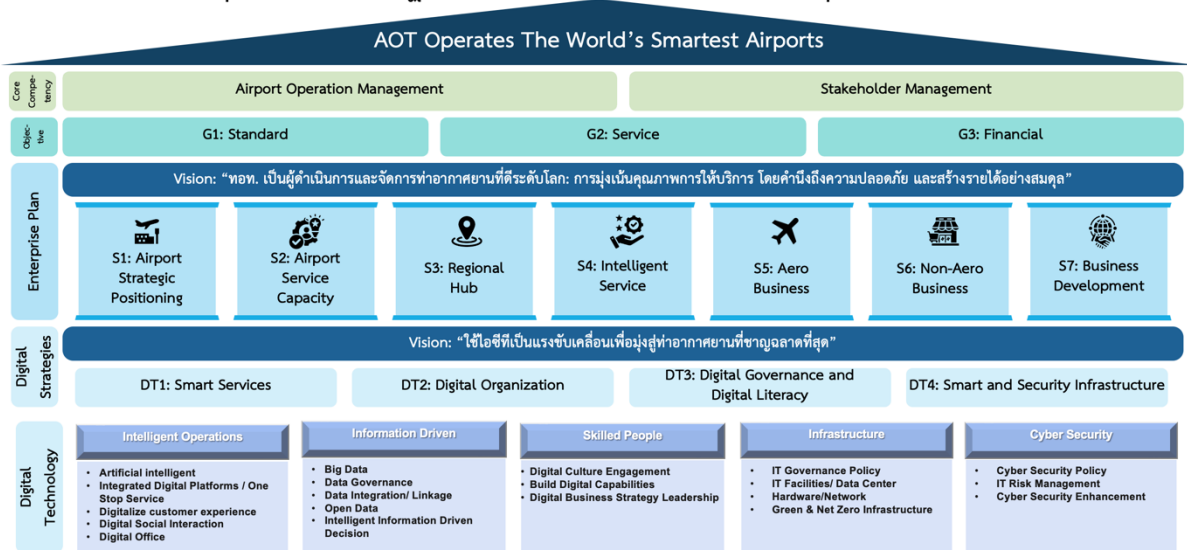 AOT Operates The World's Smartest Airports
Core
Compe-
tency
Airport Operation Management
Stakeholder Management
Objec-
tive
G1: Standard
G2: Service
G3: Financial
Enterprise Plan
Vision: “ทอท. เป็นผู้ดำเนินการและจัดการท่าอากาศยานที่ดีระดับโลก: การมุ่งเน้นคุณภาพการให้บริการ โดยคำนึงถึงความปลอดภัย และสร้างรายได้อย่างสมดุล”
S1: Airport
Strategic
Positioning
S2: Airport
Service
Capacity
S3: Regional
Hub
S4: Intelligent
Service
S5: Aero
Business
S6: Non-Aero
Business
S7: Business
Development
Digital
Strategies
Vision: “ใช้ไอซีทีเป็นแรงขับเคลื่อนเพื่อมุ่งสู่ท่าอากาศยานที่ชาญฉลาดที่สุด”
DT1: Smart Services
DT2: Digital Organization
DT3: Digital Governance and
Digital Literacy
DT4: Smart and Security Infrastructure
Digital
Technology
Intelligent Operations
• Artificial intelligent
• Integrated Digital Platforms / One
Stop Service
• Digitalize customer experience
• Digital Social Interaction
• Digital Office
Information Driven
• Big Data
• Data Governance
• Data Integration/ Linkage
• Open Data
• Intelligent Information Driven
Decision
Skilled People
• Digital Culture Engagement
• Build Digital Capabilities
• Digital Business Strategy Leadership
Infrastructure
• IT Governance Policy
• IT Facilities/ Data Center
• Hardware/Network
• Green & Net Zero Infrastructure
Cyber Security
• Cyber Security Policy
• IT Risk Management
• Cyber Security Enhancement